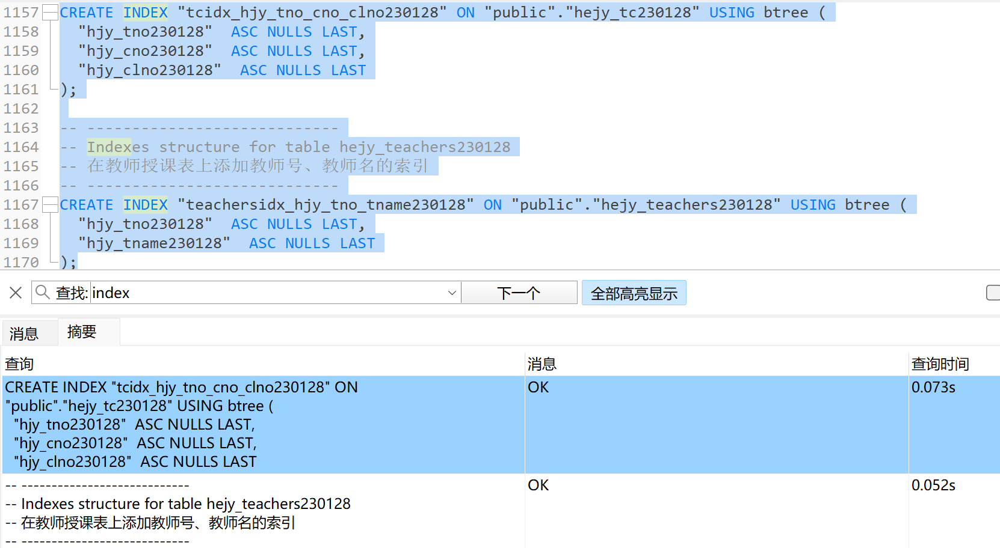 1157 CREATE INDEX "tcidx_hjy_tno_cno_clno230128" ON "public"."hejy_tc230128" USING btree (
1158 "hjy_tno230128" ASC NULLS LAST,
1159 "hjy_cno230128" ASC NULLS LAST,
1160 "hjy_clno230128" ASC NULLS LAST
1161 );
1162
1163 -- ----------------------------
1164 -- Indexes structure for table hejy_teachers230128
1165 -- 在教师授课表上添加教师号、教师名的索引
1166 -- ----------------------------
1167 CREATE INDEX "teachersidx_hjy_tno_tname230128" ON "public"."hejy_teachers230128" USING btree (
1168 "hjy_tno230128" ASC NULLS LAST,
1169 "hjy_tname230128" ASC NULLS LAST
1170 );
查找: index 下一个 全部高亮显示
消息 摘要
查询 消息 查询时间
CREATE INDEX "tcidx_hjy_tno_cno_clno230128" ON OK 0.073s
"public"."hejy_tc230128" USING btree (
"hjy_tno230128" ASC NULLS LAST,
"hjy_cno230128" ASC NULLS LAST,
"hjy_clno230128" ASC NULLS LAST
-- ---------------------------- OK 0.052s
-- Indexes structure for table hejy_teachers230128
-- 在教师授课表上添加教师号、教师名的索引
-- ----------------------------